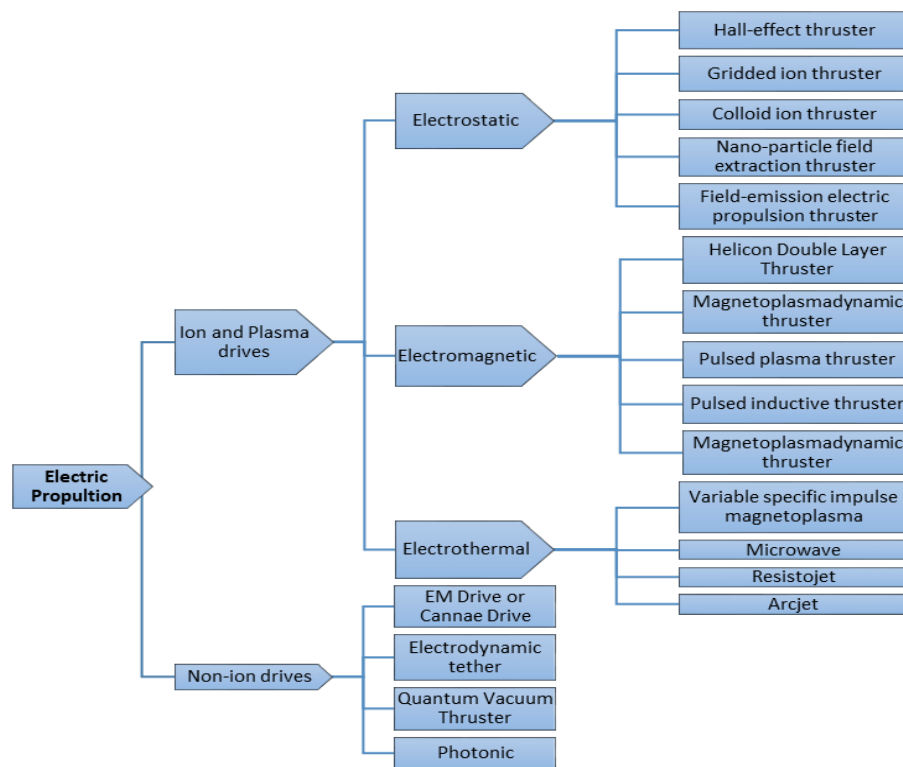 Hall-effect thruster
Gridded ion thruster
Electrostatic
Colloid ion thruster
Nano-particle field
extraction thruster
Field-emission electric
propulsion thruster
Helicon Double Layer
Thruster
Ion and Plasma
drives
Magnetoplasmadynamic
thruster
Electromagnetic
Pulsed plasma thruster
Pulsed inductive thruster
Magnetoplasmadynamic
thruster
Electric
Propultion
Variable specific impulse
magnetoplasma
Electrothermal
Microwave
Resistojet
Arcjet
EM Drive or
Cannae Drive
Electrodynamic
tether
Non-ion drives
Quantum Vacuum
Thruster
Photonic